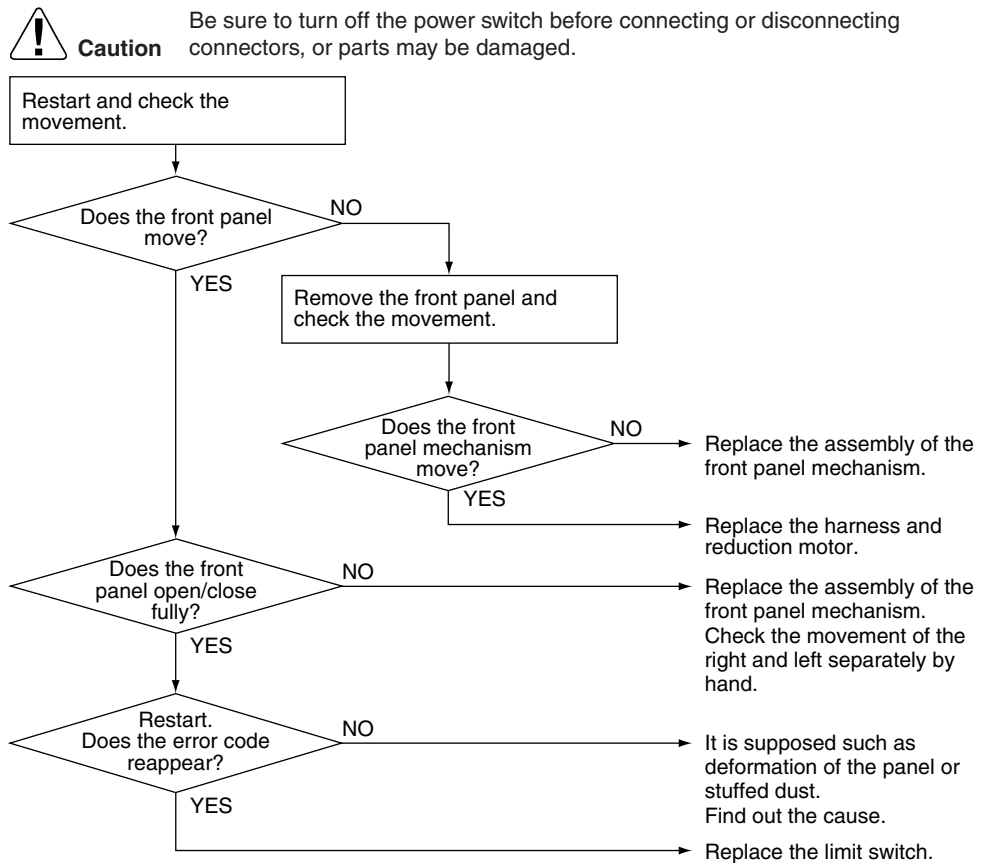 Be sure to turn off the power switch before connecting or disconnecting
Caution connectors, or parts may be damaged.
Restart and check the
movement.
Does the front panel
move?
NO
YES
Remove the front panel and
check the movement.
Does the front
panel mechanism
move?
NO
Replace the assembly of the
front panel mechanism.
YES
Replace the harness and
reduction motor.
Does the front
panel open/close
fully?
NO
Replace the assembly of the
front panel mechanism.
Check the movement of the
right and left separately by
hand.
YES
Restart.
Does the error code
reappear?
NO
It is supposed such as
deformation of the panel or
stuffed dust.
Find out the cause.
YES
Replace the limit switch.